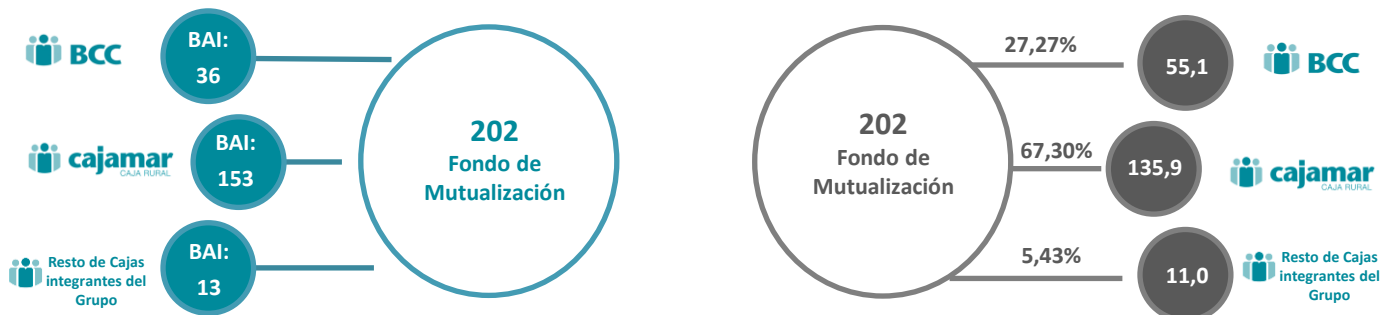 BCC
BAI:
36
cajamar
CAJA RURAL
BAI:
153
Resto de Cajas
integrantes del
Grupo
BAI:
13
202
Fondo de
Mutualización
202
Fondo de
Mutualización
27,27%
55,1
BCC
67,30%
135,9
cajamar
CAJA RURAL
5,43%
11,0
Resto de Cajas
integrantes del
Grupo